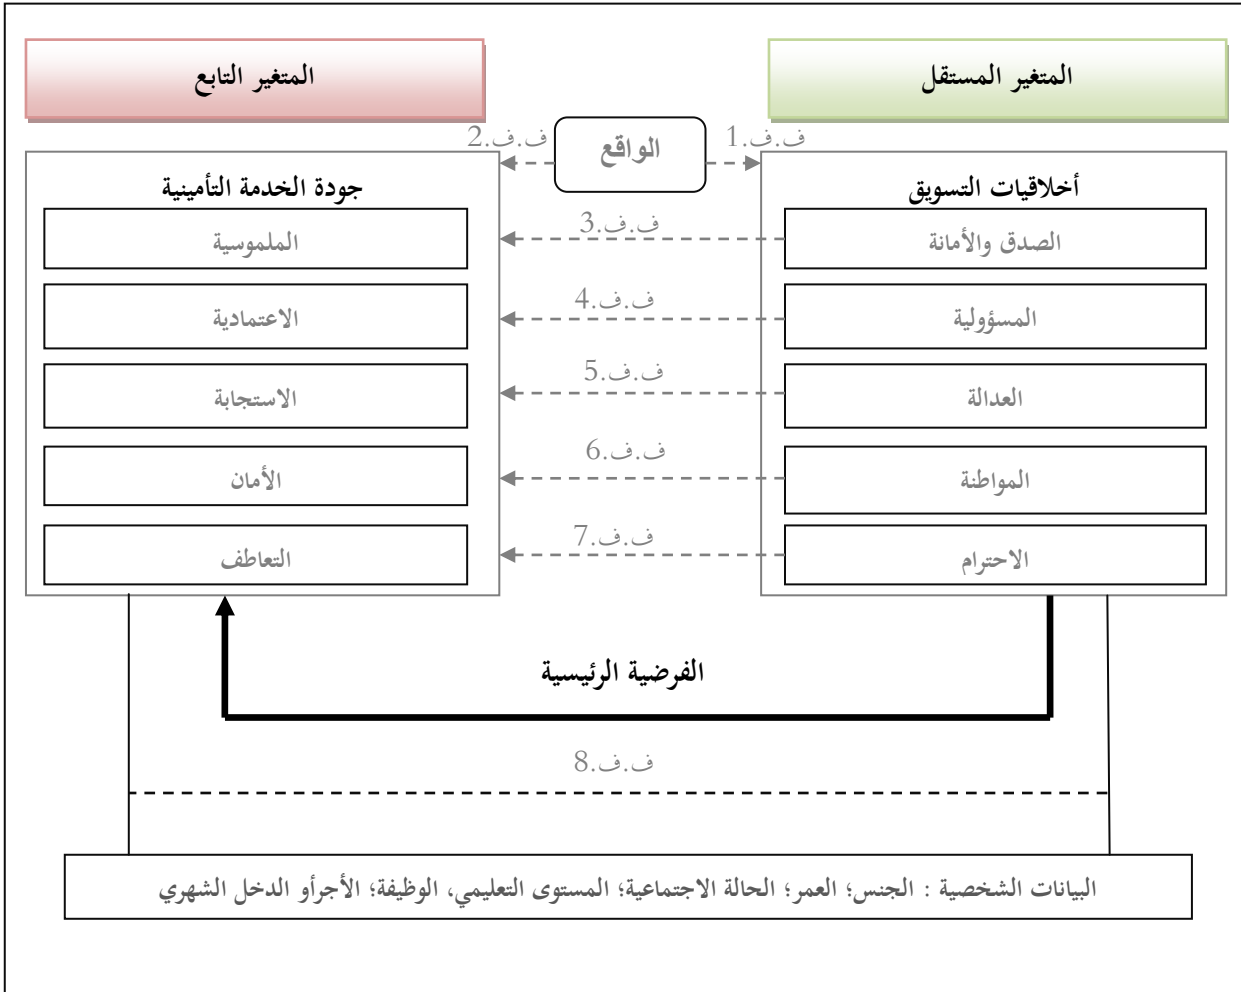 المتغير المستقل
المتغير التابع
الواقع
ف.ف.1
ف.ف.2
أخلاقيات التسويق
جودة الخدمة التأمينية
الصدق والأمانة
ف.ف.3
الملموسية
المسؤولية
ف.ف.4
الاعتمادية
العدالة
ف.ف.5
الاستجابة
المواطنة
ف.ف.6
الأمان
الاحترام
ف.ف.7
التعاطف
الفرضية الرئيسية
ف.ف.8
البيانات الشخصية : الجنس؛ العمر؛ الحالة الاجتماعية؛ المستوى التعليمي، الوظيفة؛ الأجرأو الدخل الشهري